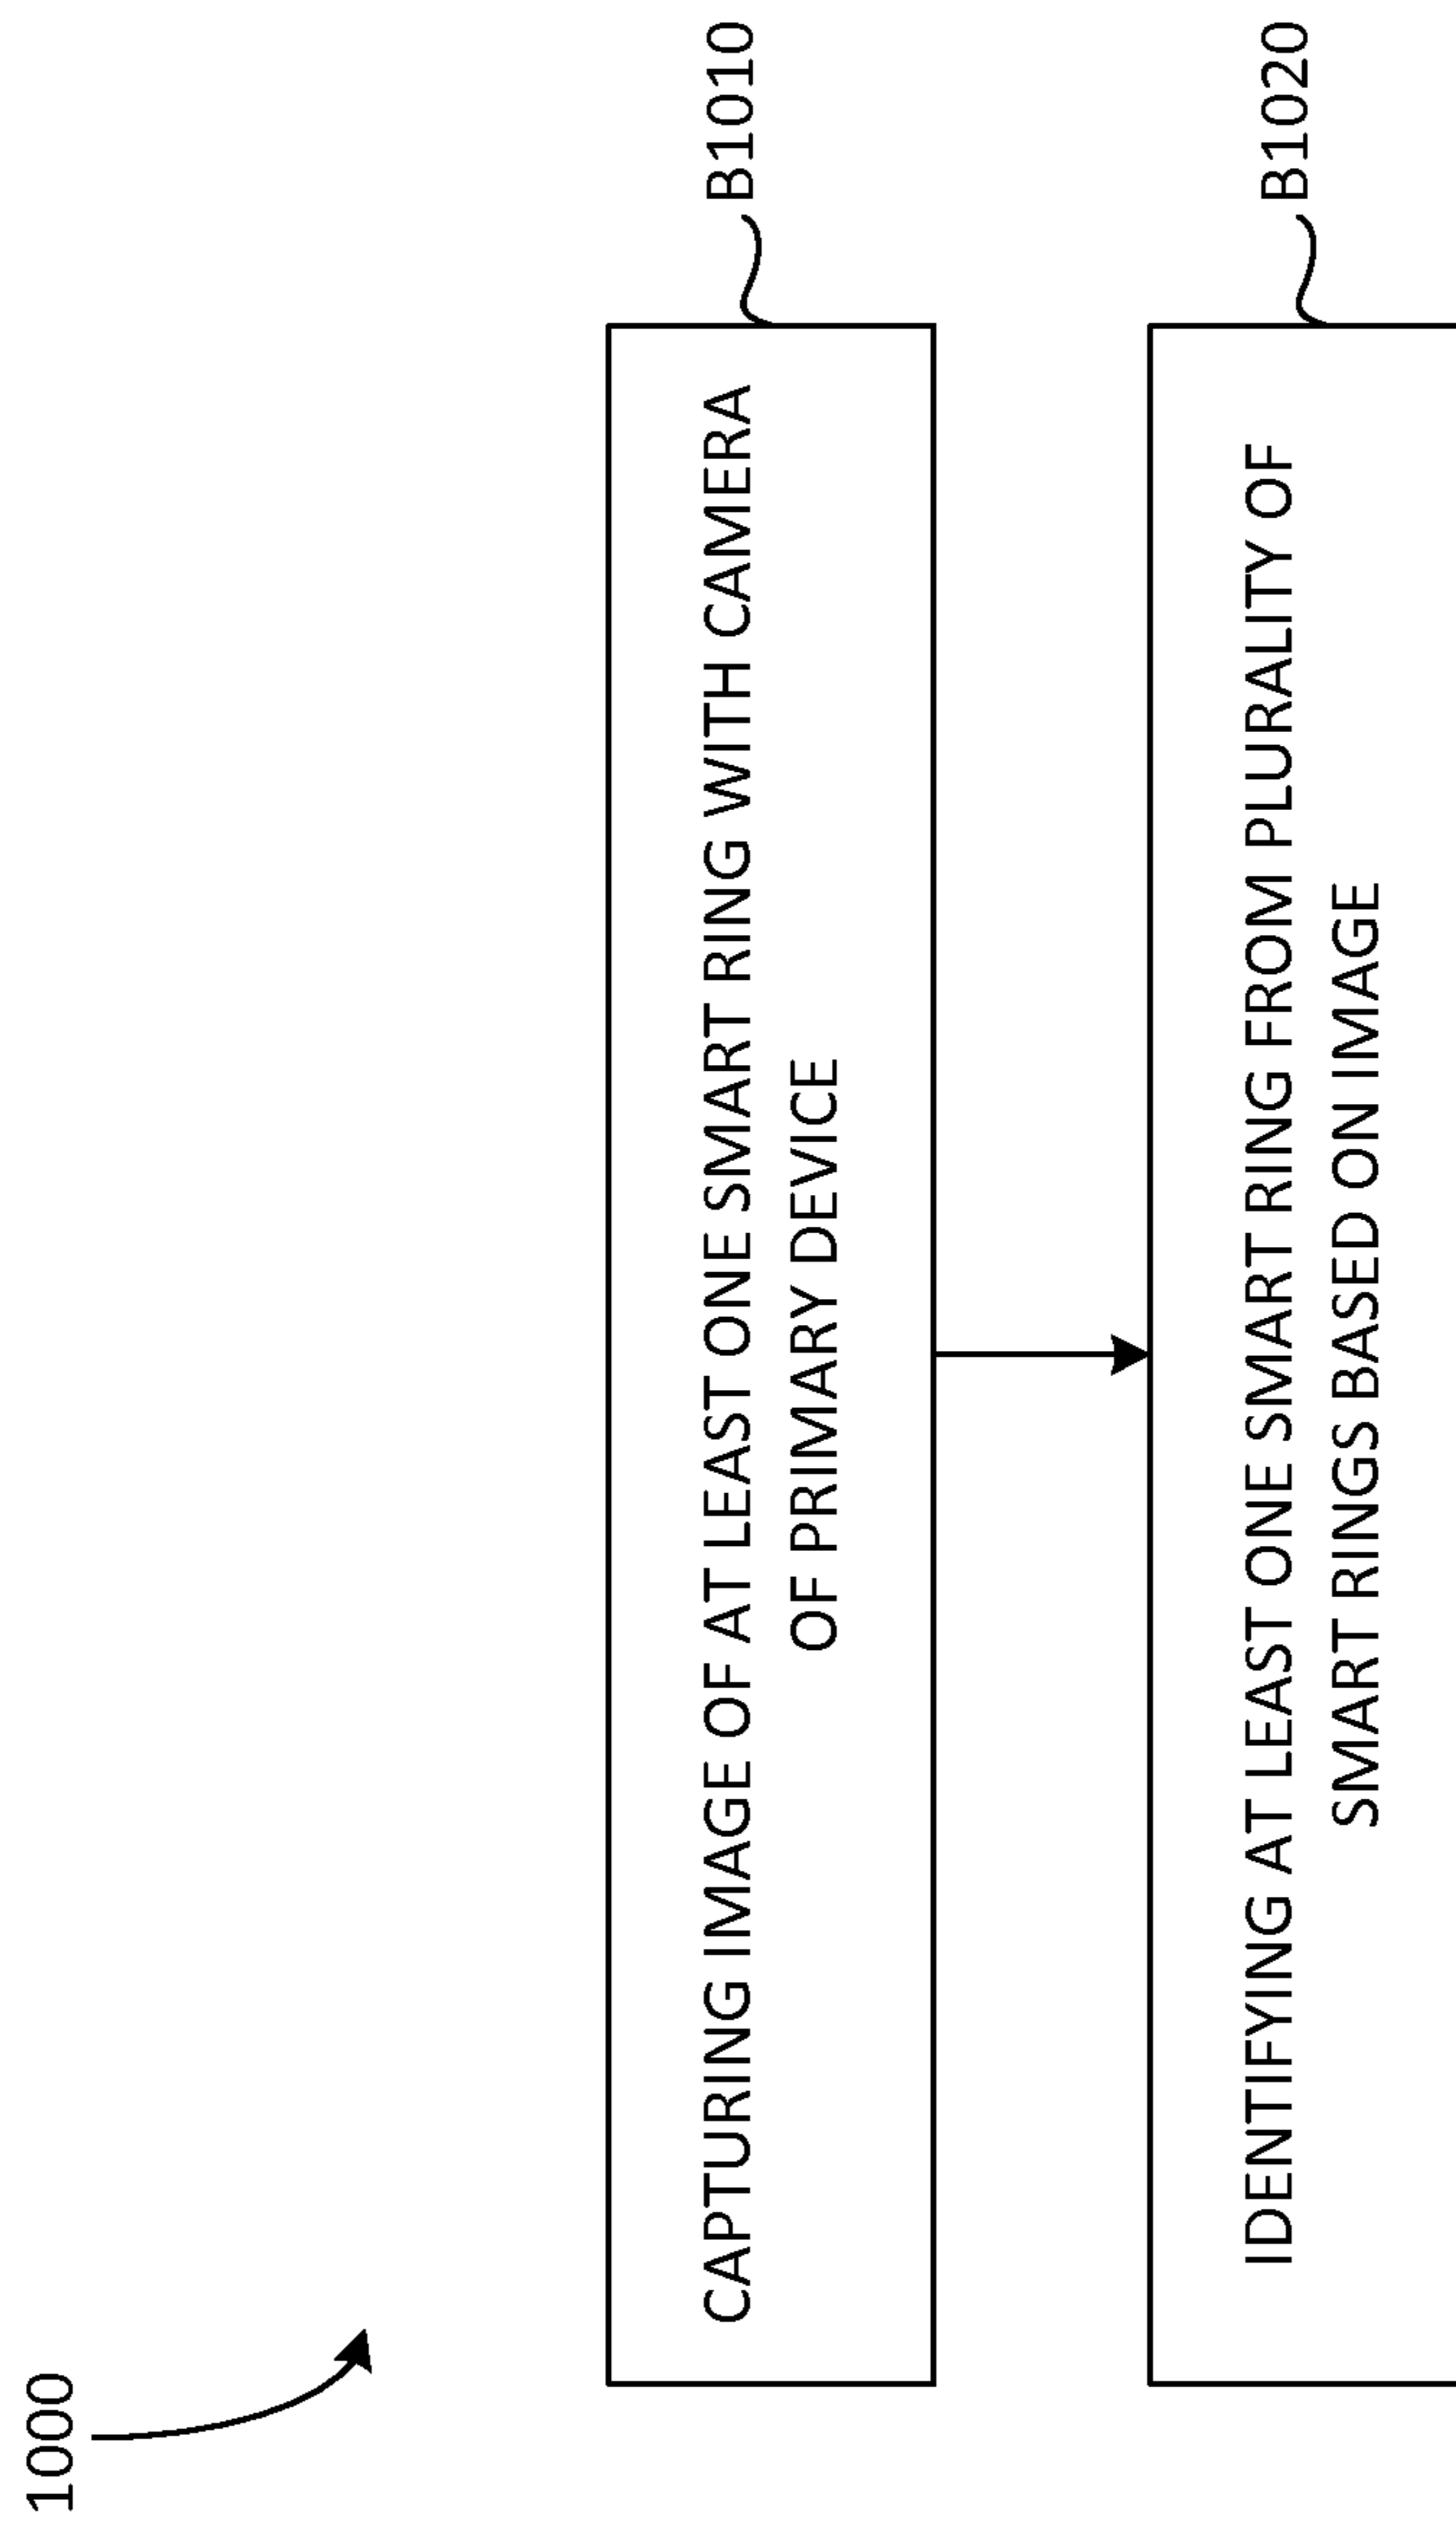 1000
CAPTURING IMAGE OF AT LEAST ONE SMART RING WITH CAMERA
OF PRIMARY DEVICE
B1010
IDENTIFYING AT LEAST ONE SMART RING FROM PLURALITY OF
SMART RINGS BASED ON IMAGE
B1020